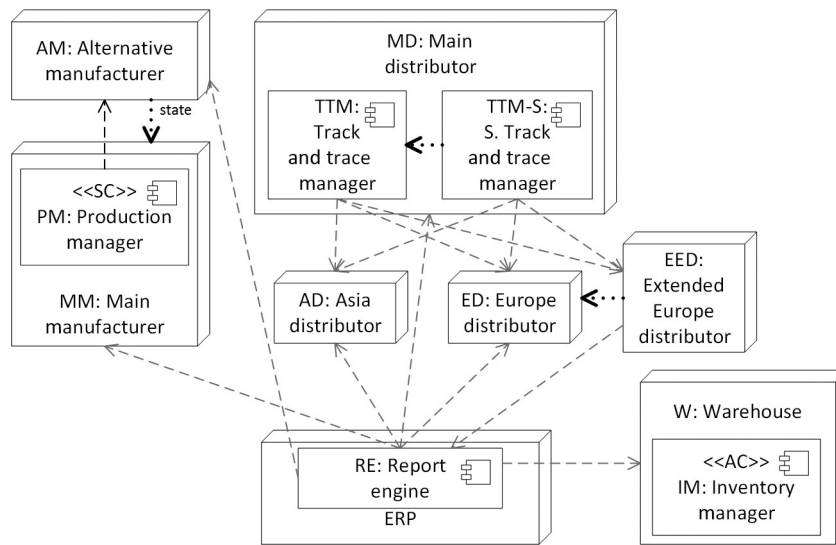 AM: Alternative
manufacturer
state
<<SC>>
PM: Production
manager
MM: Main
manufacturer
MD: Main
distributor
TTM:
Track
and trace
manager
TTM-S:
S. Track
and trace
manager
AD: Asia
distributor
ED: Europe
distributor
EED:
Extended
Europe
distributor
RE: Report
engine
ERP
W: Warehouse
<<AC>>
IM: Inventory
manager